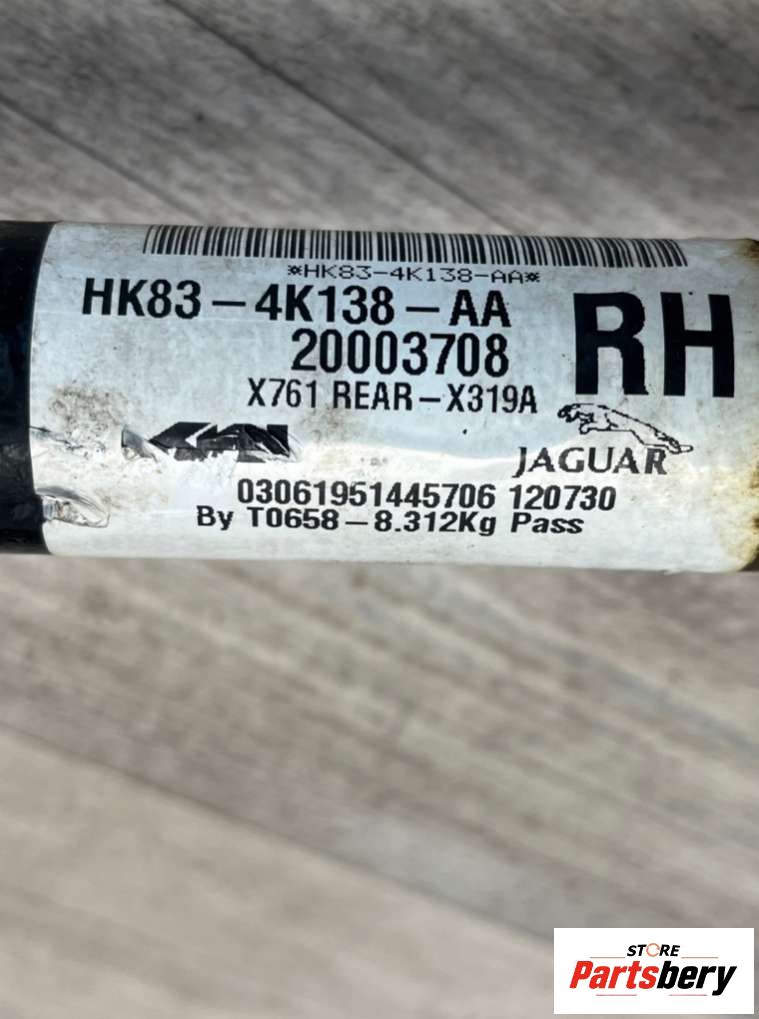 *HK83-4K138-AA*
HK83-4K138-AA
RH
20003708
X761 REAR-X319A
GKN
JAGUAR
03061951445706 120730
By T0658-8.312Kg Pass
STORE
Partsbery